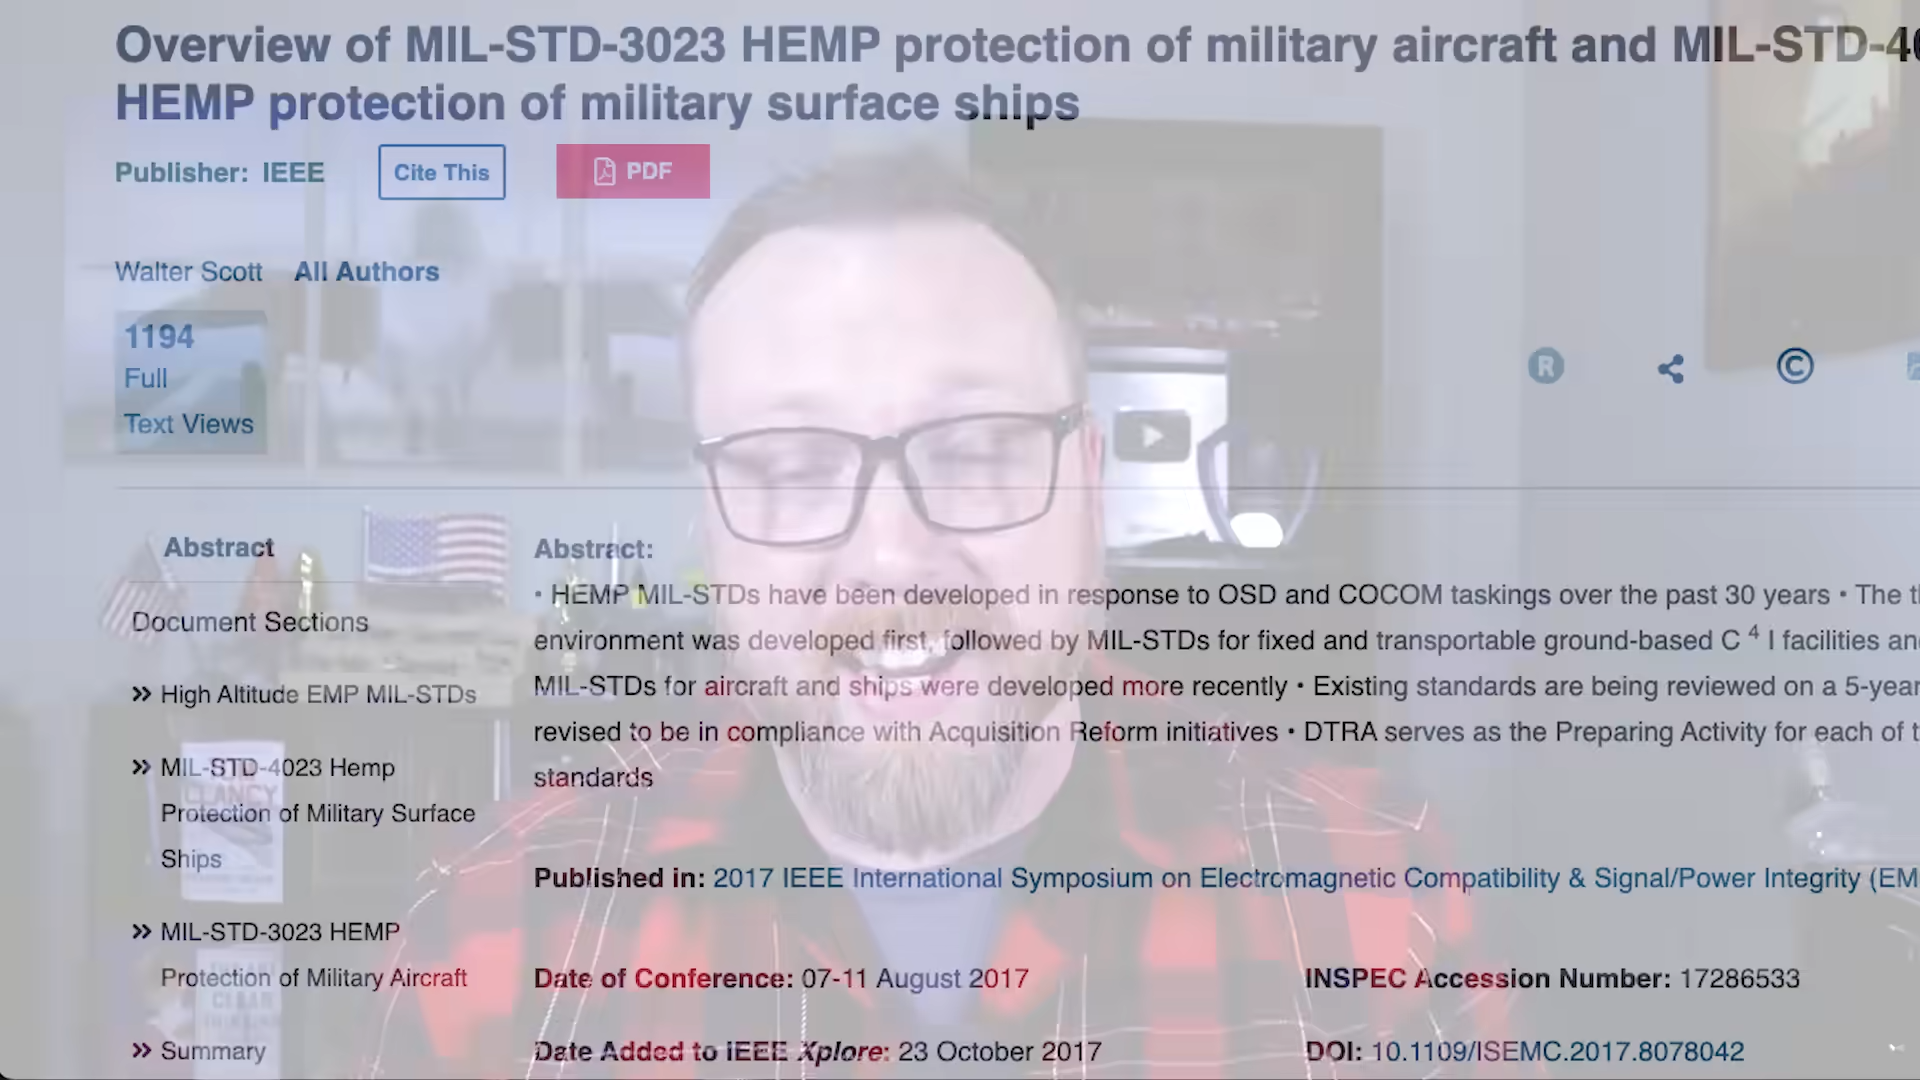 Overview of MIL-STD-3023 HEMP protection of military aircraft and MIL-STD-40
HEMP protection of military surface ships
Publisher: IEEE
Cite This
PDF
Walter Scott All Authors
1194
Full
Text Views
R
©
Abstract
Document Sections
High Altitude EMP MIL-STDs
MIL-STD-4023 Hemp
Protection of Military Surface
Ships
MIL-STD-3023 HEMP
Protection of Military Aircraft
Summary
Abstract:
• HEMP MIL-STDs have been developed in response to OSD and COCOM taskings over the past 30 years • The
environment was developed first, followed by MIL-STDs for fixed and transportable ground-based C 4 I facilities and
MIL-STDs for aircraft and ships were developed more recently • Existing standards are being reviewed on a 5-year
revised to be in compliance with Acquisition Reform initiatives • DTRA serves as the Preparing Activity for each of
standards
Published in: 2017 IEEE International Symposium on Electromagnetic Compatibility & Signal/Power Integrity (EM
Date of Conference: 07-11 August 2017
INSPEC Accession Number: 17286533
Date Added to IEEE Xplore: 23 October 2017
DOI: 10.1109/ISEMC.2017.8078042
CLANCY